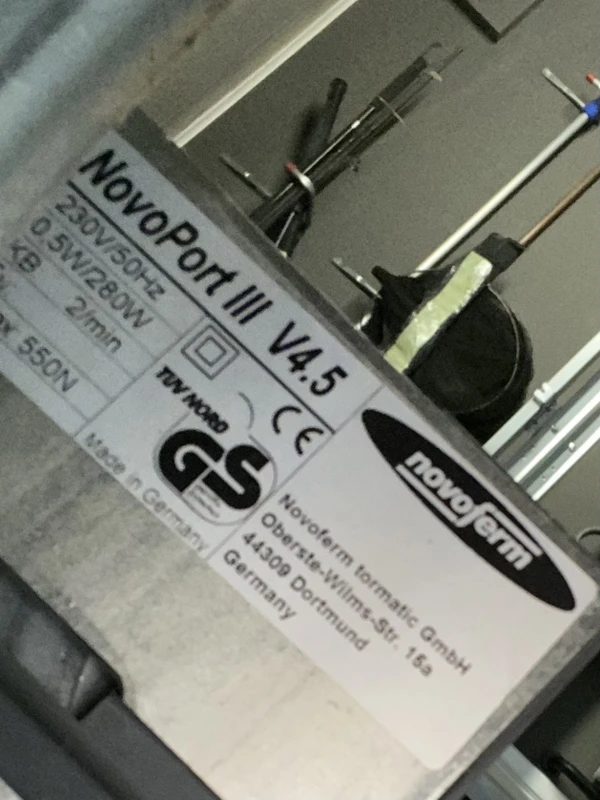 NovoPort III V4.5
230V/50Hz
0.5W/280W
KB 2/min
550N
TÜV NORD
GS
CE
Made in Germany
novoferm
Novoferm tormatic GmbH
Oberste-Wilms-Str. 15a
44309 Dortmund
Germany